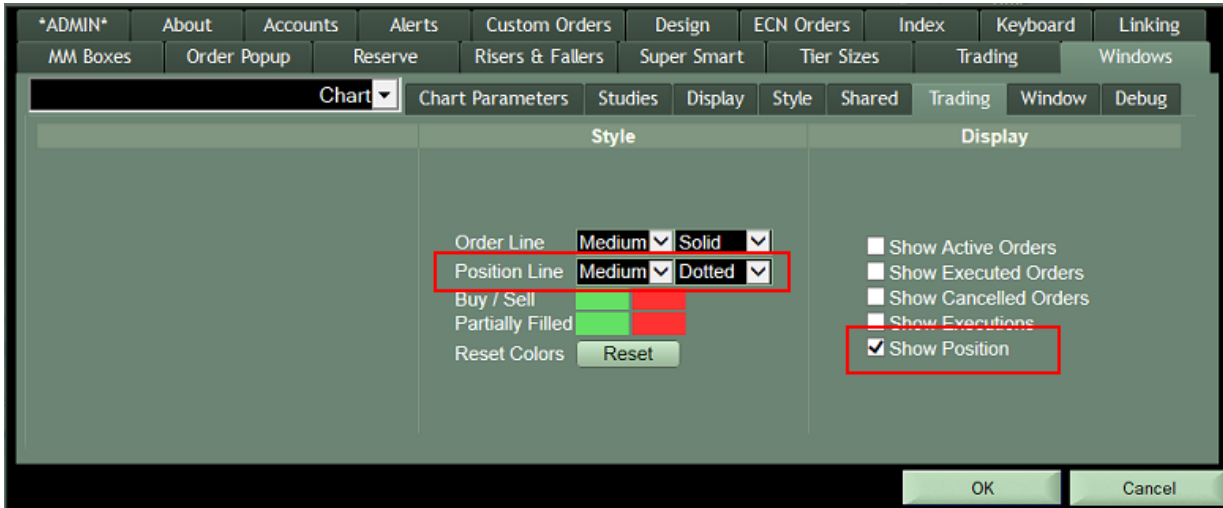 *ADMIN* About Accounts Alerts Custom Orders Design ECN Orders Index Keyboard Linking
MM Boxes Order Popup Reserve Risers & Fallers Super Smart Tier Sizes Trading Windows
Chart Chart Parameters Studies Display Style Shared Trading Window Debug
Style Display
Order Line Medium Solid
Position Line Medium Dotted
Buy / Sell
Partially Filled
Reset Colors Reset
Show Active Orders
Show Executed Orders
Show Cancelled Orders
Show Executions
Show Position
OK Cancel